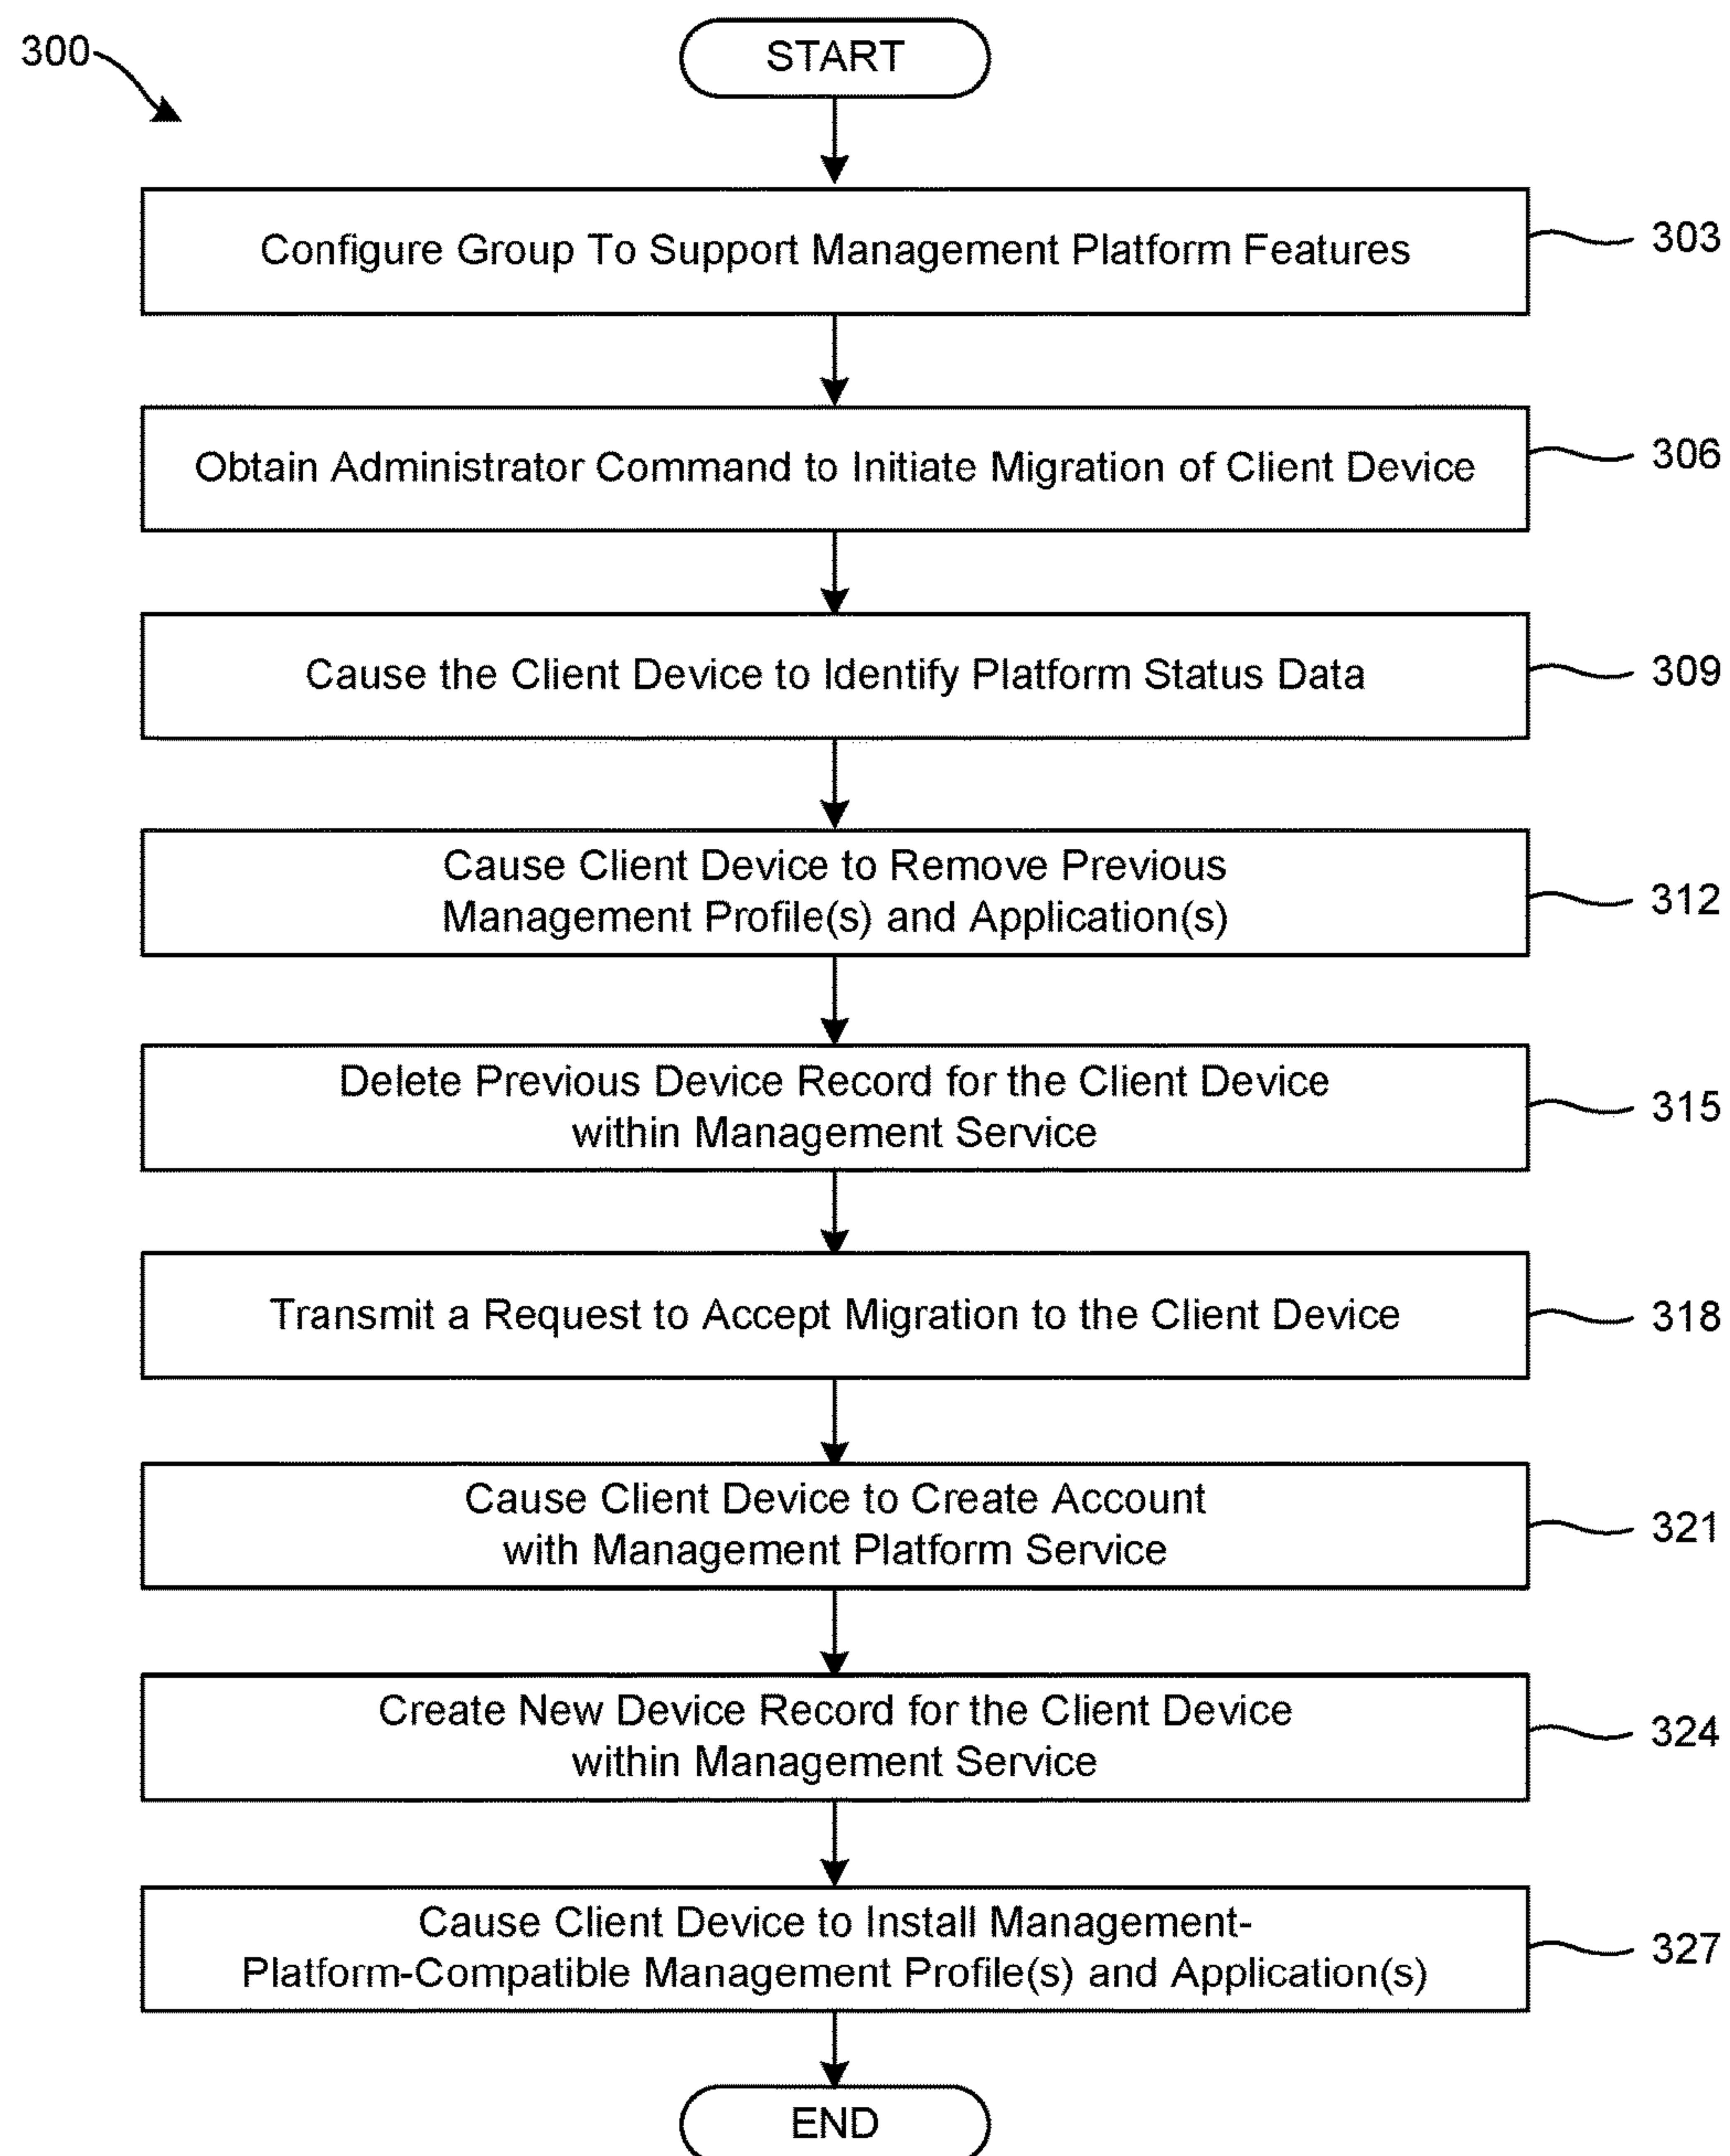 300
START
Configure Group To Support Management Platform Features
303
Obtain Administrator Command to Initiate Migration of Client Device
306
Cause the Client Device to Identify Platform Status Data
309
Cause Client Device to Remove Previous
Management Profile(s) and Application(s)
312
Delete Previous Device Record for the Client Device
within Management Service
315
Transmit a Request to Accept Migration to the Client Device
318
Cause Client Device to Create Account
with Management Platform Service
321
Create New Device Record for the Client Device
within Management Service
324
Cause Client Device to Install Management-
Platform-Compatible Management Profile(s) and Application(s)
327
END